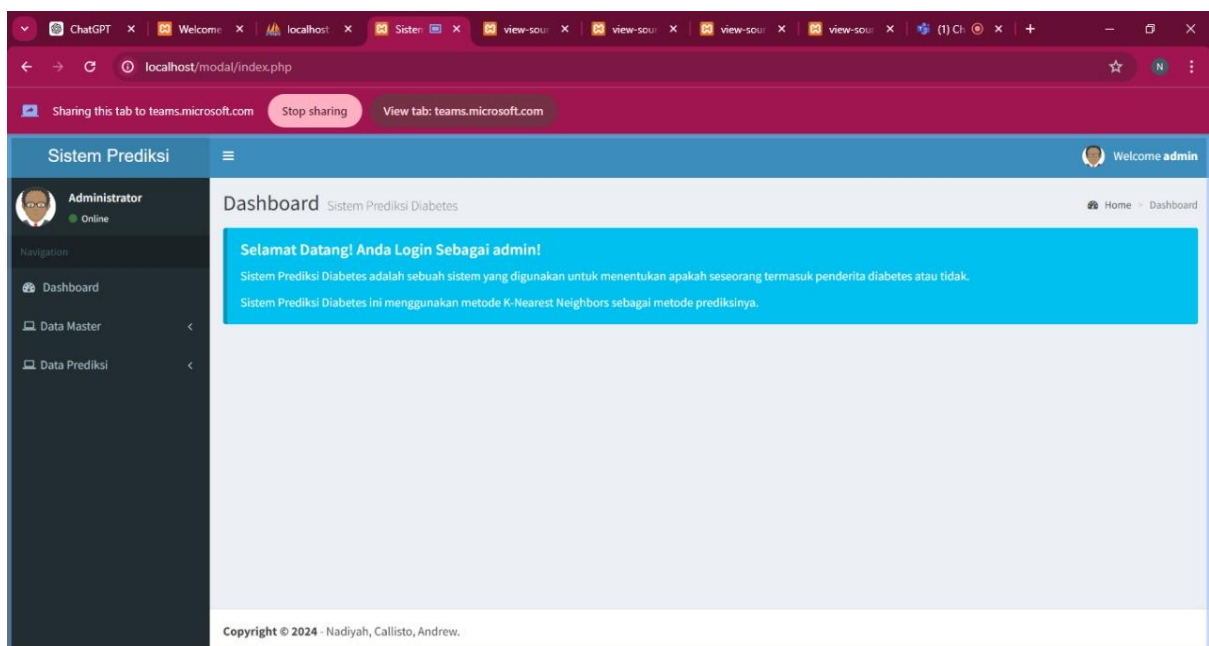 ChatGPT
Welcome
localhost
Sisten
view-sour
view-sour
view-sour
view-sour
(1) Ch
localhost/modal/index.php
N
Sharing this tab to teams.microsoft.com
Stop sharing
View tab: teams.microsoft.com
Sistem Prediksi
Welcome admin
Administrator
Online
Dashboard Sistem Prediksi Diabetes
Home > Dashboard
Navigation
Dashboard
Data Master
Data Prediksi
Selamat Datang! Anda Login Sebagai admin!
Sistem Prediksi Diabetes adalah sebuah sistem yang digunakan untuk menentukan apakah seseorang termasuk penderita diabetes atau tidak.
Sistem Prediksi Diabetes ini menggunakan metode K-Nearest Neighbors sebagai metode prediksinya.
Copyright © 2024 - Nadiyah, Callisto, Andrew.